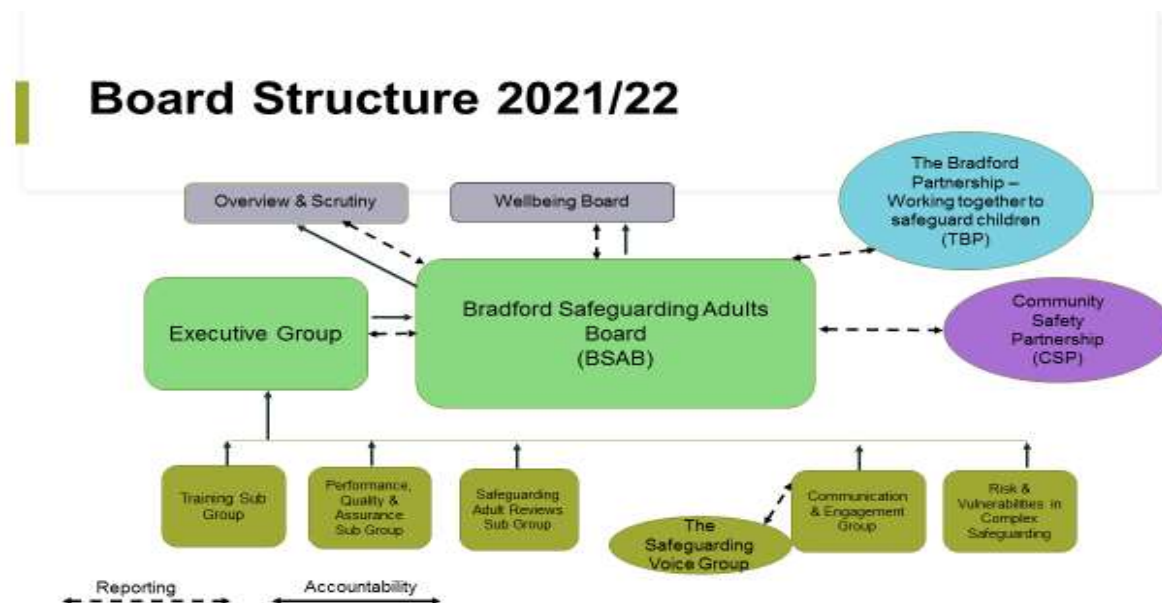 Board Structure 2021/22
The Bradford
Partnership –
Working together to
safeguard children
(TBP)
Overview & Scrutiny
Wellbeing Board
Executive Group
Bradford Safeguarding Adults
Board
(BSAB)
Community
Safety
Partnership
(CSP)
Training Sub
Group
Performance,
Quality &
Assurance
Sub Group
Safeguarding
Adult Reviews
Sub Group
The
Safeguarding
Voice Group
Communication
& Engagement
Group
Risk &
Vulnerabilities in
Complex
Safeguarding
Reporting
Accountability